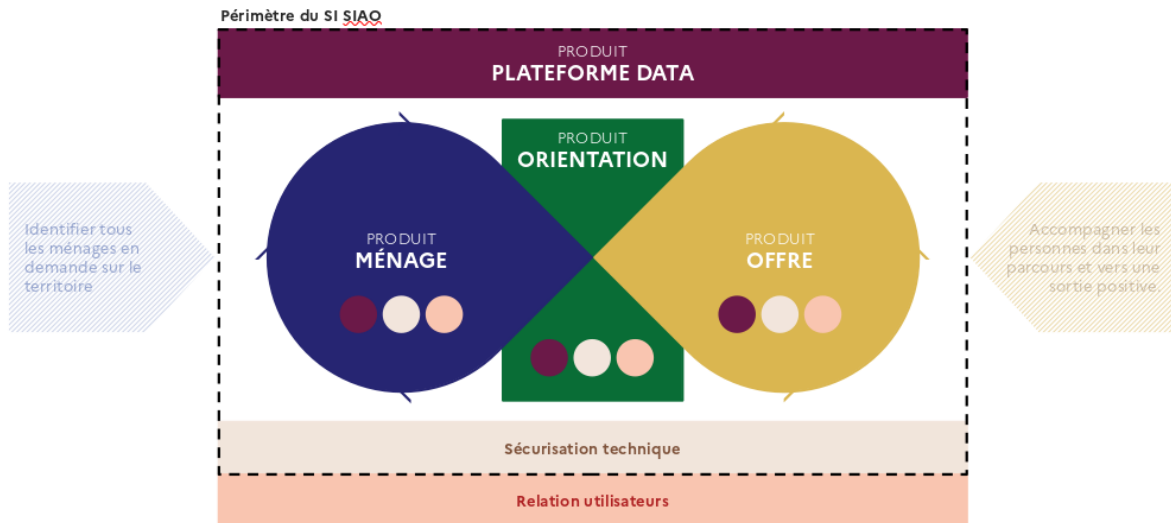 Périmètre du SI SIAO
PRODUIT
PLATEFORME DATA
PRODUIT
ORIENTATION
Identifier tous
les ménages en
demande sur le
territoire
PRODUIT
MÉNAGE
PRODUIT
OFFRE
Accompagner les
personnes dans leur
parcours et vers une
sortie positive.
Sécurisation technique
Relation utilisateurs